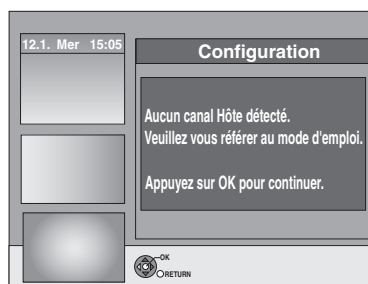 12.1. Mer 15:05
Configuration
Aucun canal Hôte détecté.
Veuillez vous référer au mode d'emploi.
Appuyez sur OK pour continuer.
OK
RETURN